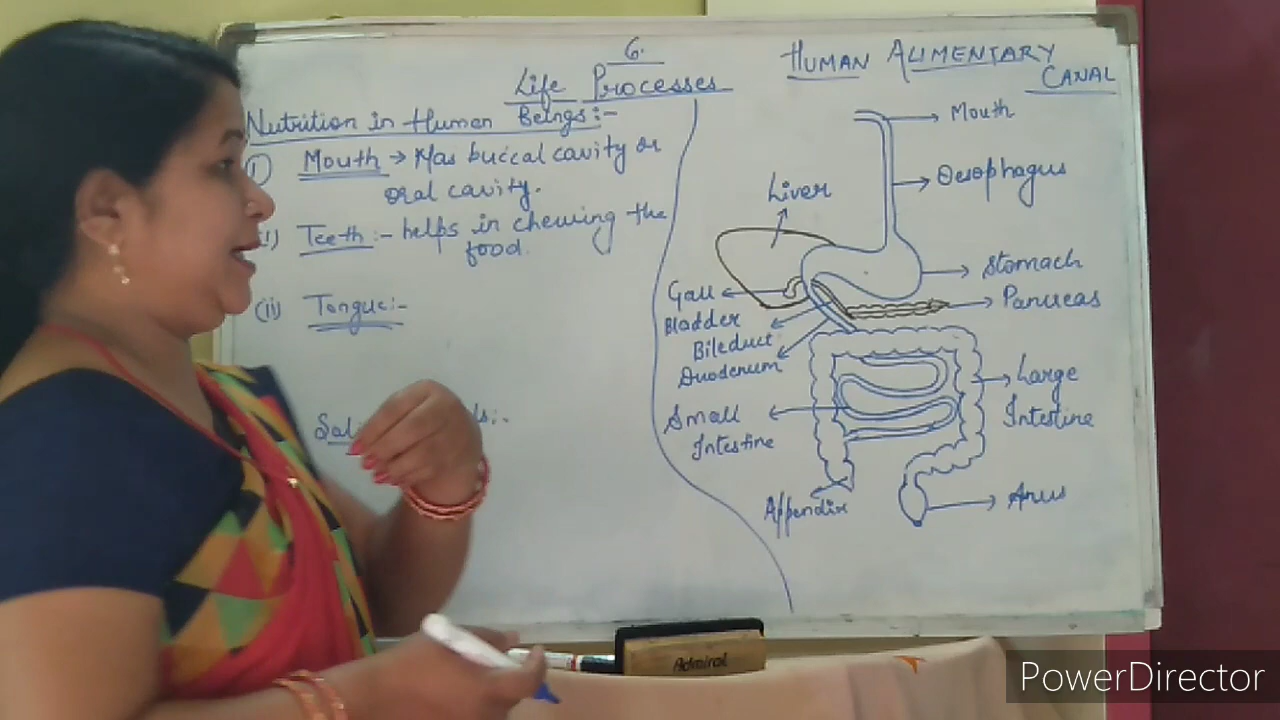 6.
Life Processes
Nutrition in Human Beings:-
(1) Mouth → Has buccal cavity or
oral cavity.
(i) Teeth:- helps in chewing the
food.
(ii) Tongue:-
HUMAN ALIMENTARY
CANAL
Mouth
Oesophagus
Liver
Stomach
Gall
Bladder
Pancreas
Bileduct
Duodenum
Large
Intestine
Small
Intestine
Appendix
Anus
Admiral
PowerDirector